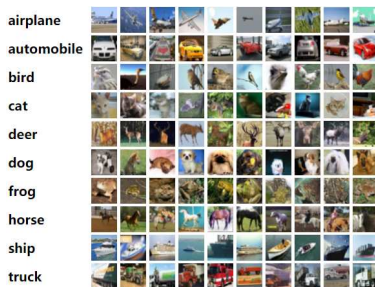 airplane
automobile
bird
cat
deer
dog
frog
horse
ship
truck